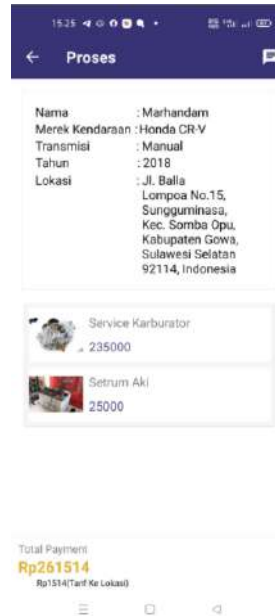 15.25
Proses
Nama : Marhandam
Merek Kendaraan : Honda CR-V
Transmisi : Manual
Tahun : 2018
Lokasi : Jl. Balla
Lompoa No.15,
Sungguminasa,
Kec. Somba Opu,
Kabupaten Gowa,
Sulawesi Selatan
92114, Indonesia
Service Karburator
235000
Setrum Aki
25000
Total Payment
Rp261514
Rp1514(Tarif Ke Lokasi)